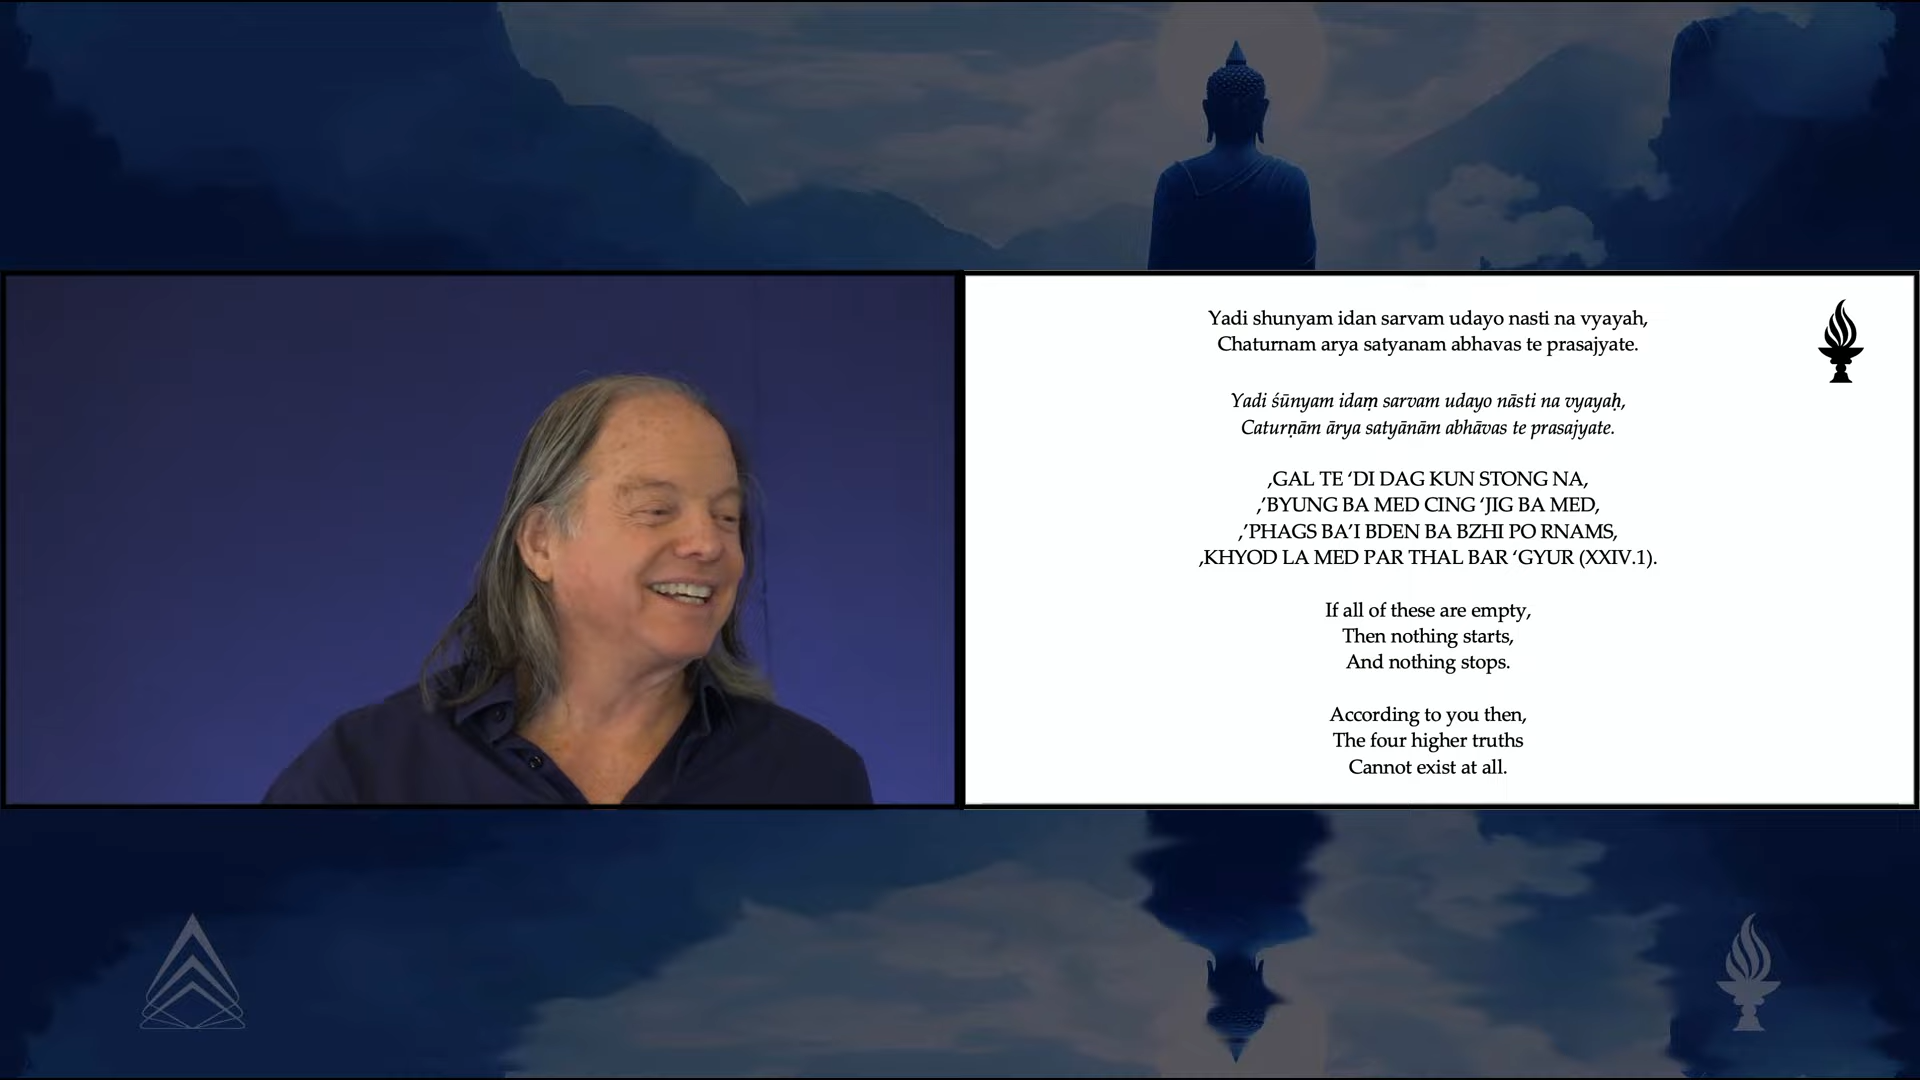 Yadi shunyam idan sarvam udayo nasti na vyayah,
Chaturnam arya satyanam abhavas te prasajyate.
Yadi śūnyam idaṃ sarvam udayo nāsti na vyayaḥ,
Caturṇām ārya satyānām abhāvas te prasajyate.
,GAL TE ‘DI DAG KUN STONG NA,
,’BYUNG BA MED CING ‘JIG BA MED,
,’PHAGS BA’I BDEN BA BZHI PO RNAMS,
,KHYOD LA MED PAR THAL BAR ‘GYUR (XXIV.1).
If all of these are empty,
Then nothing starts,
And nothing stops.
According to you then,
The four higher truths
Cannot exist at all.